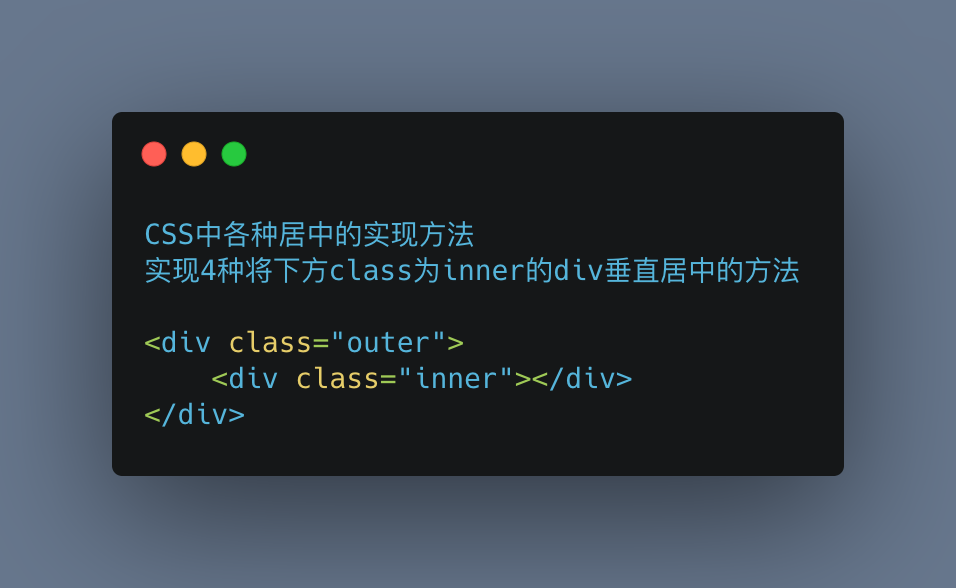 CSS中各种居中的实现方法
实现4种将下方class为inner的div垂直居中的方法
<div class="outer">
    <div class="inner"></div>
</div>